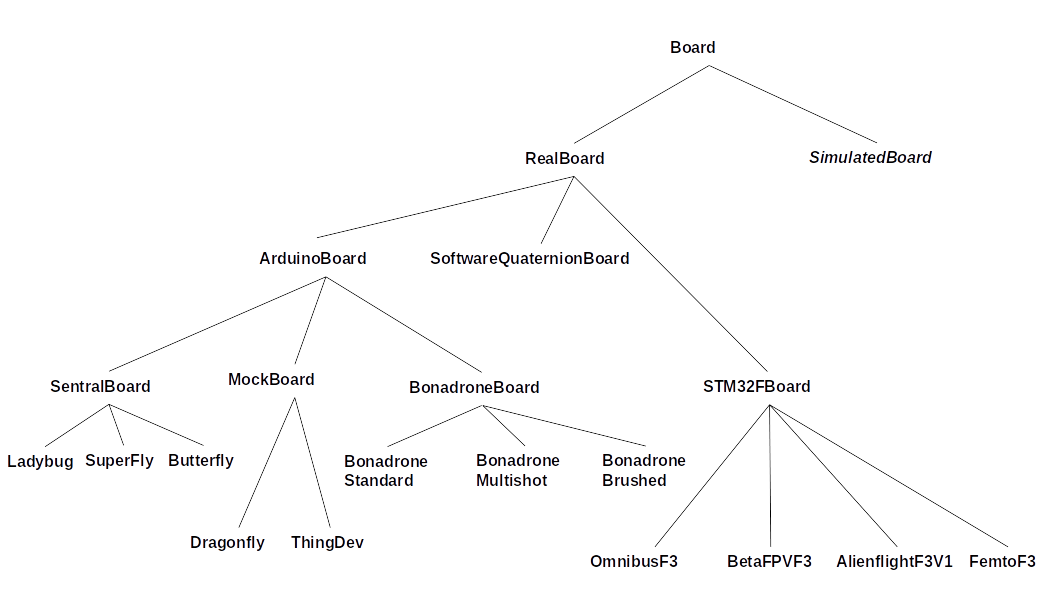 Board
RealBoard
SimulatedBoard
ArduinoBoard
SoftwareQuaternionBoard
SentralBoard
MockBoard
BonadroneBoard
STM32FBoard
Ladybug
SuperFly
Butterfly
Bonadrone
Standard
Bonadrone
Multishot
Bonadrone
Brushed
Dragonfly
ThingDev
OmnibusF3
BetaFPVF3
AlienflightF3V1
FemtoF3